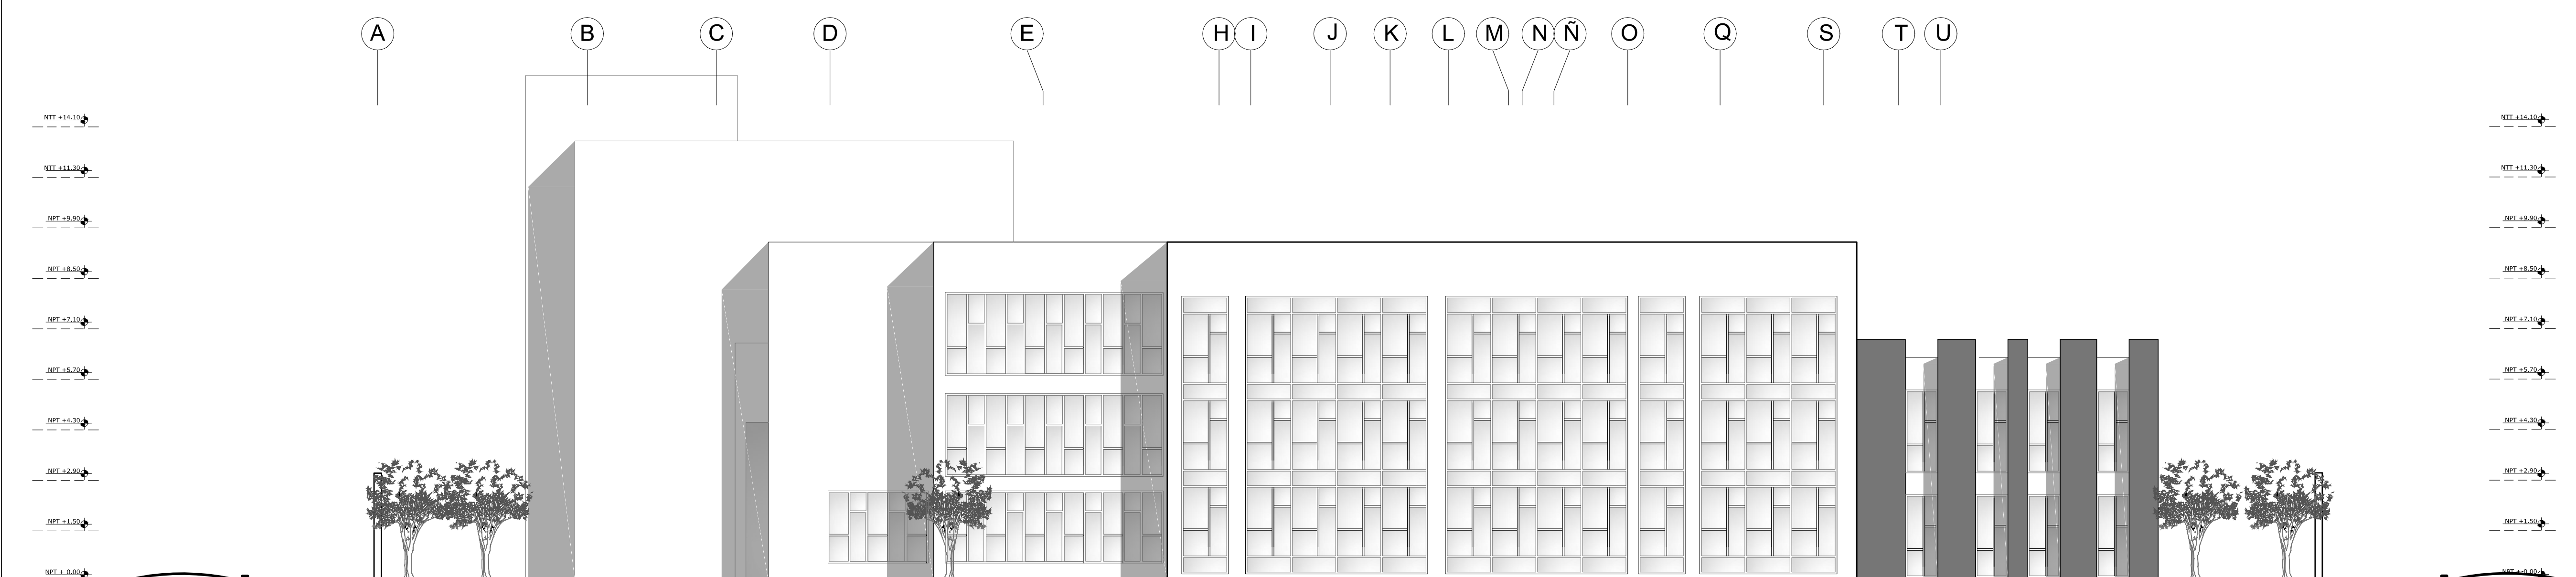 A B C D E H I J K L M N Ñ O Q S T U
NTT +14.10 NTT +14.10
NTT +11.30 NTT +11.30
NPT +9.90 NPT +9.90
NPT +8.50 NPT +8.50
NPT +7.10 NPT +7.10
NPT +5.70 NPT +5.70
NPT +4.30 NPT +4.30
NPT +2.90 NPT +2.90
NPT +1.50 NPT +1.50
NPT +-0.00 NPT +-0.00